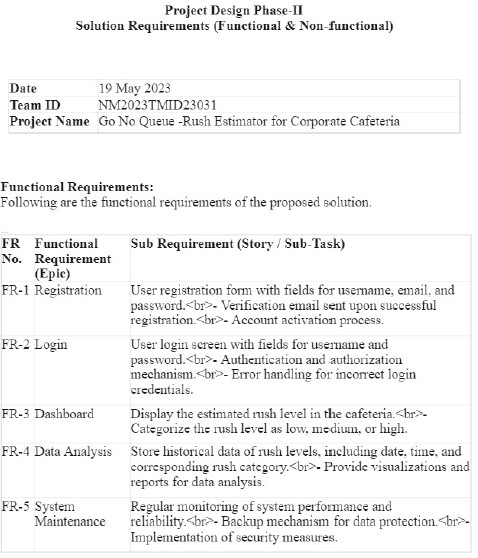 Project Design Phase-II
Solution Requirements (Functional & Non-functional)
Date 19 May 2023
Team ID NM2023TMID23031
Project Name Go No Queue -Rush Estimator for Corporate Cafeteria
Functional Requirements:
Following are the functional requirements of the proposed solution.
FR Functional Sub Requirement (Story / Sub-Task)
No. Requirement
(Epic)
FR-1 Registration User registration form with fields for username, email, and
password.<br>- Verification email sent upon successful
registration.<br>- Account activation process.
FR-2 Login User login screen with fields for username and
password.<br>- Authentication and authorization
mechanism.<br>- Error handling for incorrect login
credentials.
FR-3 Dashboard Display the estimated rush level in the cafeteria.<br>-
Categorize the rush level as low, medium, or high.
FR-4 Data Analysis Store historical data of rush levels, including date, time, and
corresponding rush category.<br>- Provide visualizations and
reports for data analysis.
FR-5 System Regular monitoring of system performance and
Maintenance reliability.<br>- Backup mechanism for data protection.<br>-
Implementation of security measures.